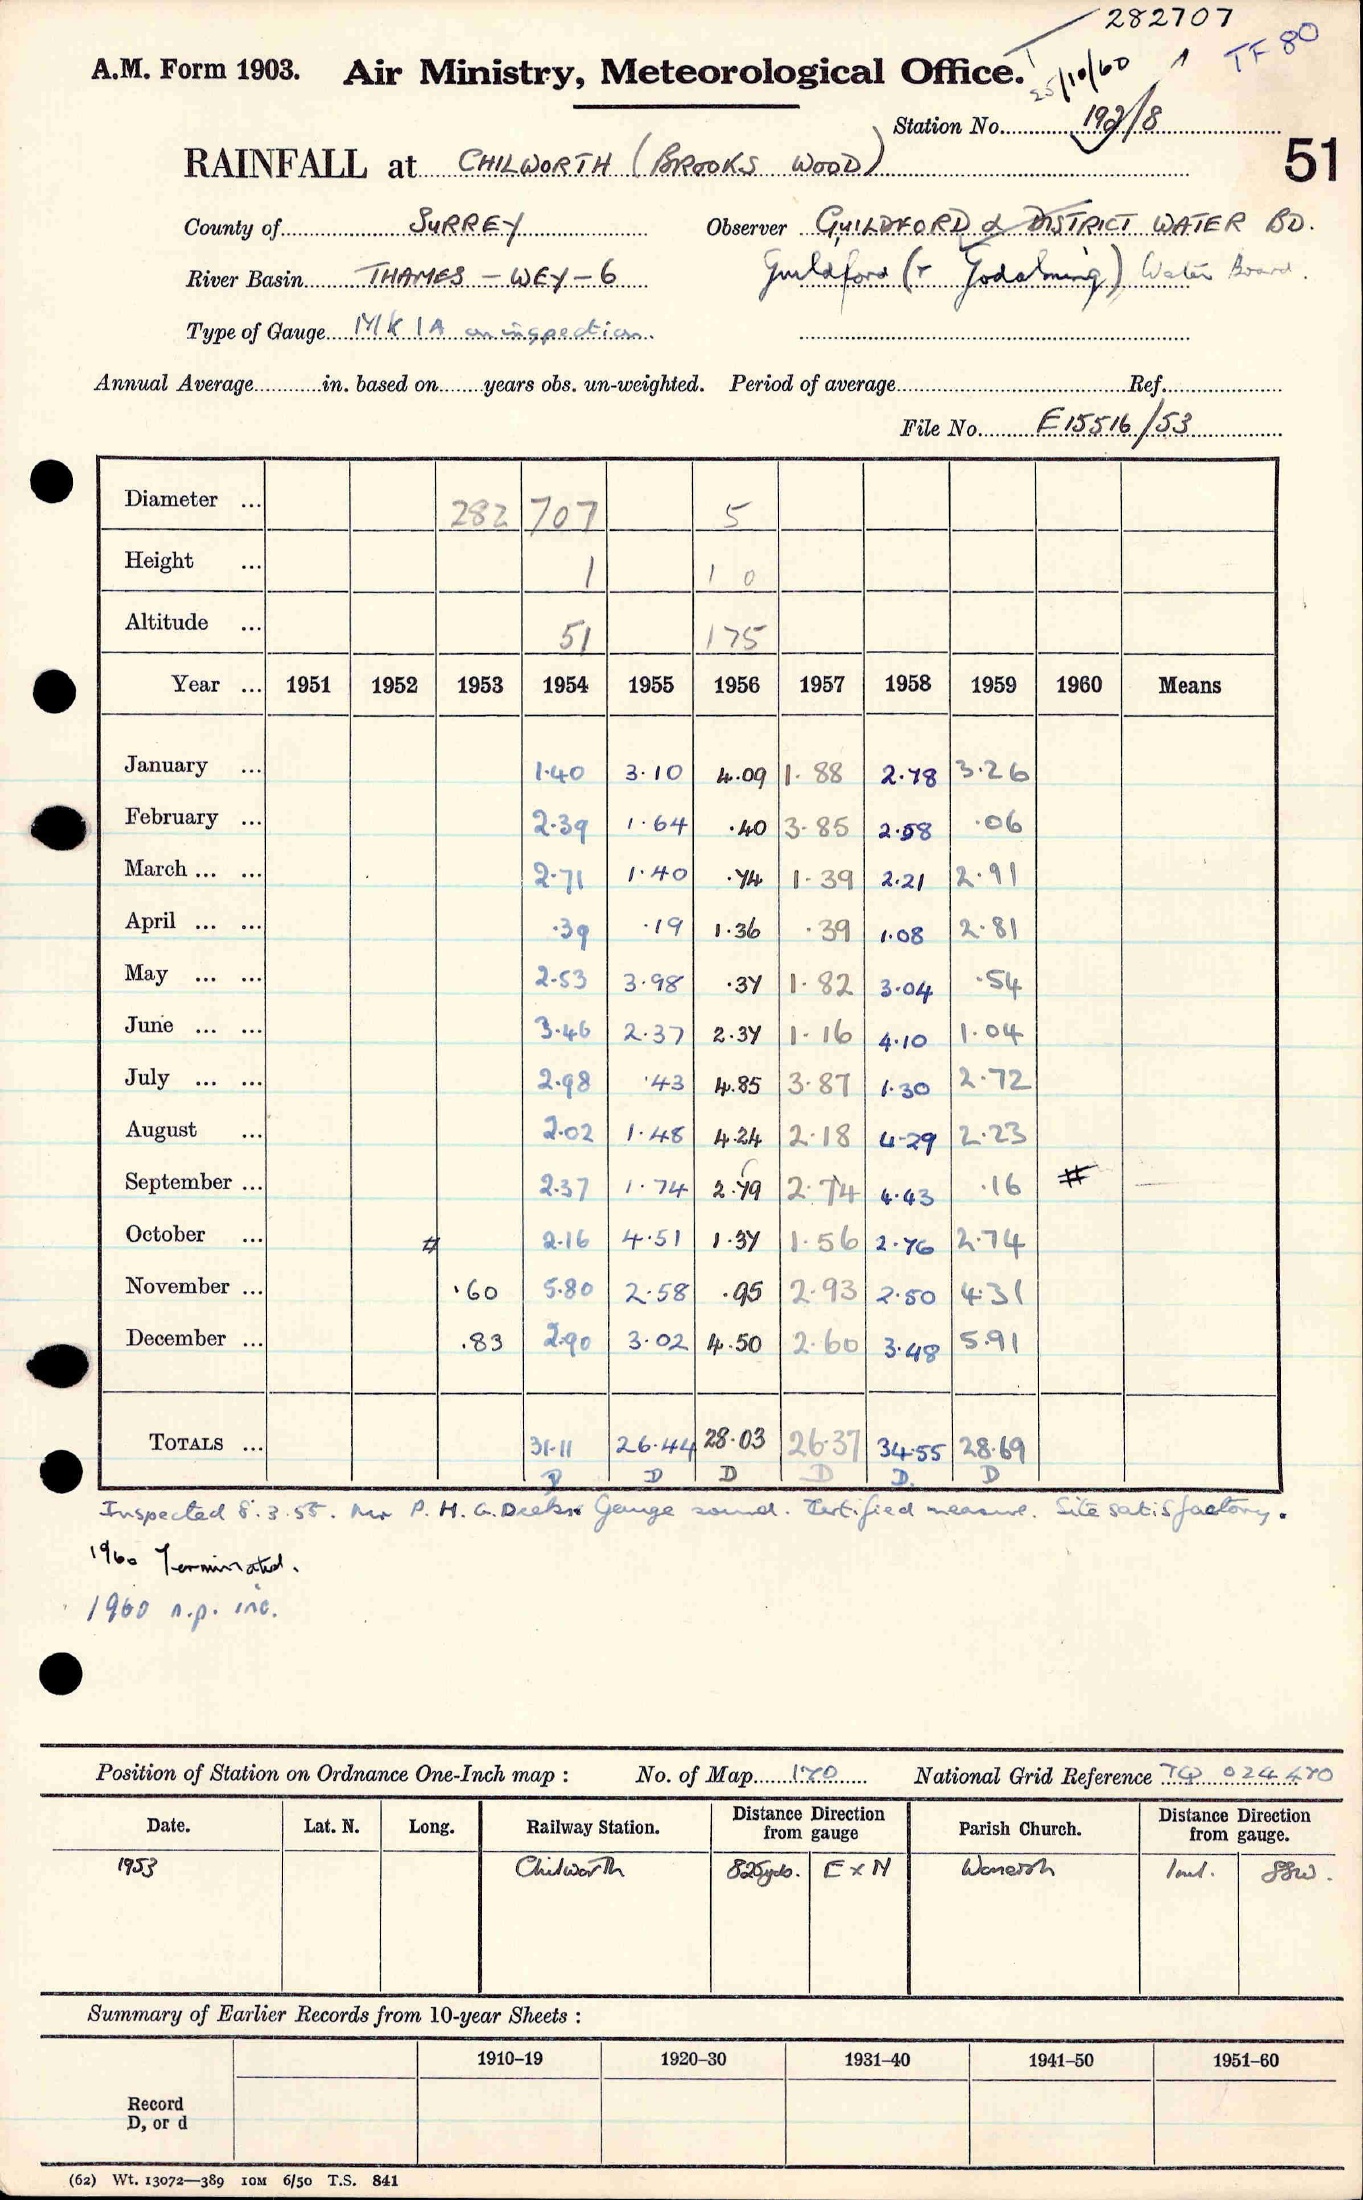 282707
TF 80
A.M. Form 1903. Air Ministry, Meteorological Office.
25/10/60
Station No. 192/8
51
RAINFALL at CHILWORTH (BROOKS WOOD)
County of SURREY Observer GUILDFORD & DISTRICT WATER BD.
River Basin THAMES - WEY - 6 Guildford (& Godalming) Water Board.
Type of Gauge MK IA on inspection.
Annual Average............in. based on.......years obs. un-weighted. Period of average.............Ref.............
File No. E15516/53
Diameter ... 282 707 5
Height ... 1 1 0
Altitude ... 51 175
Year ... 1951 1952 1953 1954 1955 1956 1957 1958 1959 1960 Means
January ... 1.40 3.10 4.09 1.88 2.78 3.26
February ... 2.39 1.64 .40 3.85 2.58 .06
March ... ... 2.71 1.40 .74 1.39 2.21 2.91
April ... ... .39 .19 1.36 .39 1.08 2.81
May ... ... 2.53 3.98 .37 1.82 3.04 .54
June ... ... 3.46 2.37 2.37 1.16 4.10 1.04
July ... ... 2.98 .43 4.85 3.87 1.30 2.72
August ... 2.02 1.48 4.24 2.18 4.29 2.23
September ... 2.37 1.74 2.79 2.74 4.43 .16 #
October ... # 2.16 4.51 1.37 1.56 2.76 2.74
November ... .60 5.80 2.58 .95 2.93 2.50 4.31
December ... .83 2.90 3.02 4.50 2.60 3.48 5.91
TOTALS ... 31.11 26.44 28.03 26.37 34.55 28.69
D D D D D. D
Inspected 8.3.55. Mr P. H. G. Gauge sound. Certified measure. Site satisfactory.
1960 Terminated.
1960 n.p. inc.
Position of Station on Ordnance One-Inch map : No. of Map 170 National Grid Reference TQ 024470
Date. Lat. N. Long. Railway Station. Distance Direction from gauge Parish Church. Distance Direction from gauge.
1953 Chilworth 825yds. E x N Wonersh 1ml. SSW.
Summary of Earlier Records from 10-year Sheets :
1910–19 1920–30 1931–40 1941–50 1951–60
Record
D, or d
(62) Wt. 13072—389 10M 6/50 T.S. 841